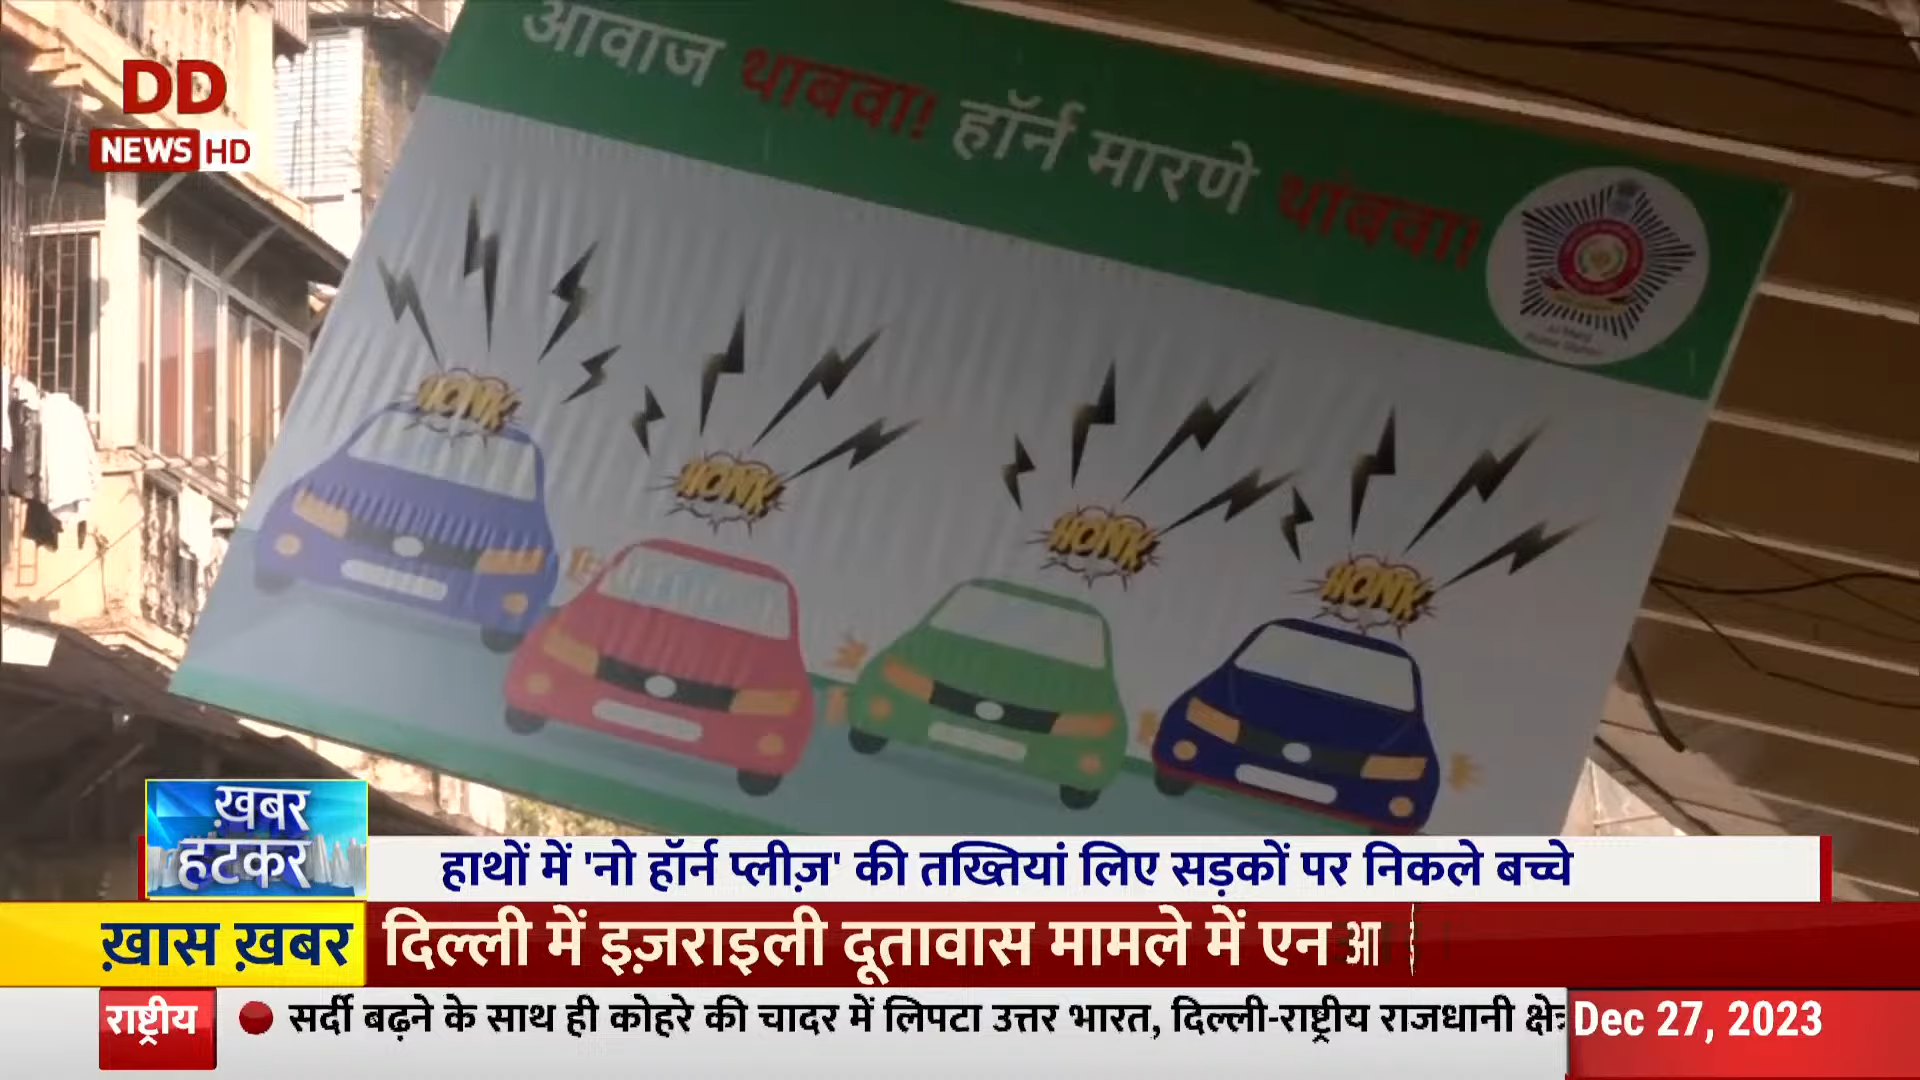 DD
NEWS HD
आवाज थांबवा! हॉर्न मारणे थांबवा!
HONK
HONK
HONK
HONK
ख़बर
हटकर
हाथों में 'नो हॉर्न प्लीज़' की तख्तियां लिए सड़कों पर निकले बच्चे
ख़ास ख़बर
दिल्ली में इज़राइली दूतावास मामले में एन आ
राष्ट्रीय
सर्दी बढ़ने के साथ ही कोहरे की चादर में लिपटा उत्तर भारत, दिल्ली-राष्ट्रीय राजधानी क्षेत्र
Dec 27, 2023